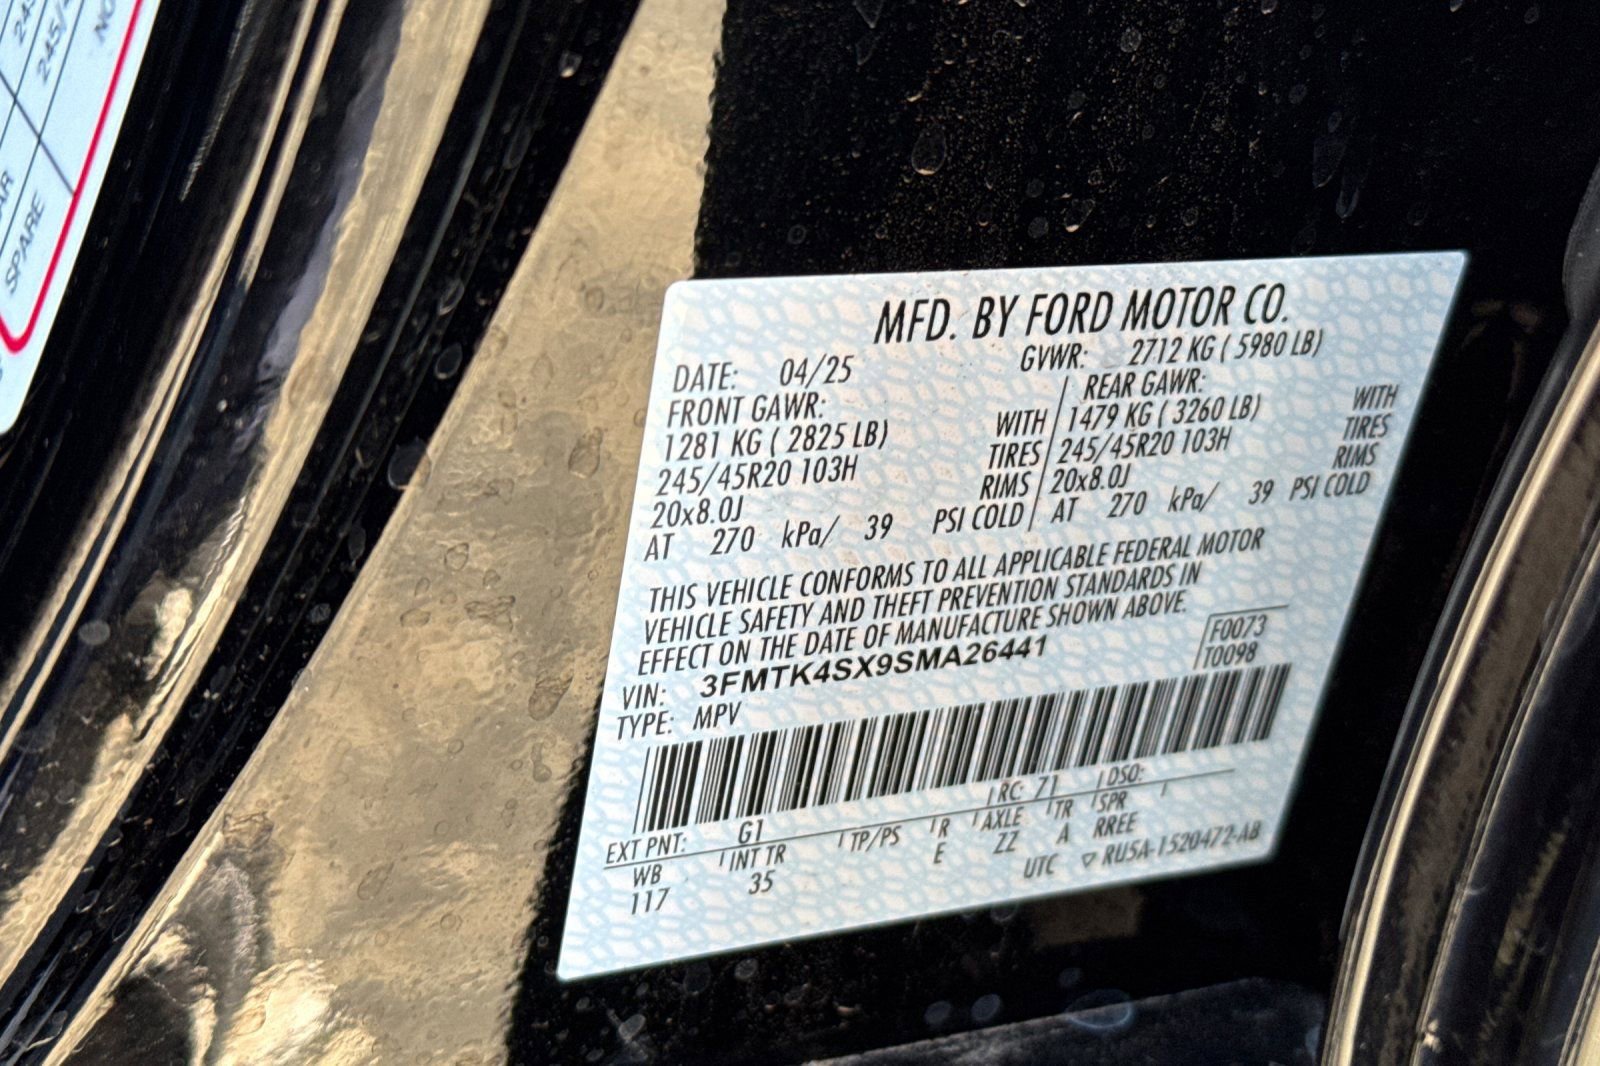 245/4
NO
AR
SPARE
MFD. BY FORD MOTOR CO.
DATE: 04/25 GVWR: 2712 KG ( 5980 LB)
FRONT GAWR: REAR GAWR:
1281 KG ( 2825 LB) WITH 1479 KG ( 3260 LB) WITH
245/45R20 103H TIRES 245/45R20 103H TIRES
20x8.0J RIMS 20x8.0J RIMS
AT 270 kPa/ 39 PSI COLD AT 270 kPa/ 39 PSI COLD
THIS VEHICLE CONFORMS TO ALL APPLICABLE FEDERAL MOTOR
VEHICLE SAFETY AND THEFT PREVENTION STANDARDS IN
EFFECT ON THE DATE OF MANUFACTURE SHOWN ABOVE.
VIN: 3FMTK4SX9SMA26441 F0073
TYPE: MPV T0098
EXT PNT: G1 RC: 71 DSO:
WB INT TR TP/PS R AXLE TR SPR
117 35 E ZZ A RREE
UTC ▽ RU5A-1520472-AB